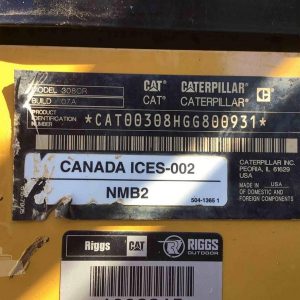 MODEL 308CR CAT CATERPILLAR
BUILD 07A CAT CATERPILLAR
PRODUCT IDENTIFICATION NUMBER
*CAT00308HGG800931*
CANADA ICES-002
NMB2
504-1365 1
CATERPILLAR INC.
PEORIA, IL 61629
USA
MADE IN USA
OF DOMESTIC AND
FOREIGN COMPONENTS
Riggs CAT RIGGS
OUTDOOR